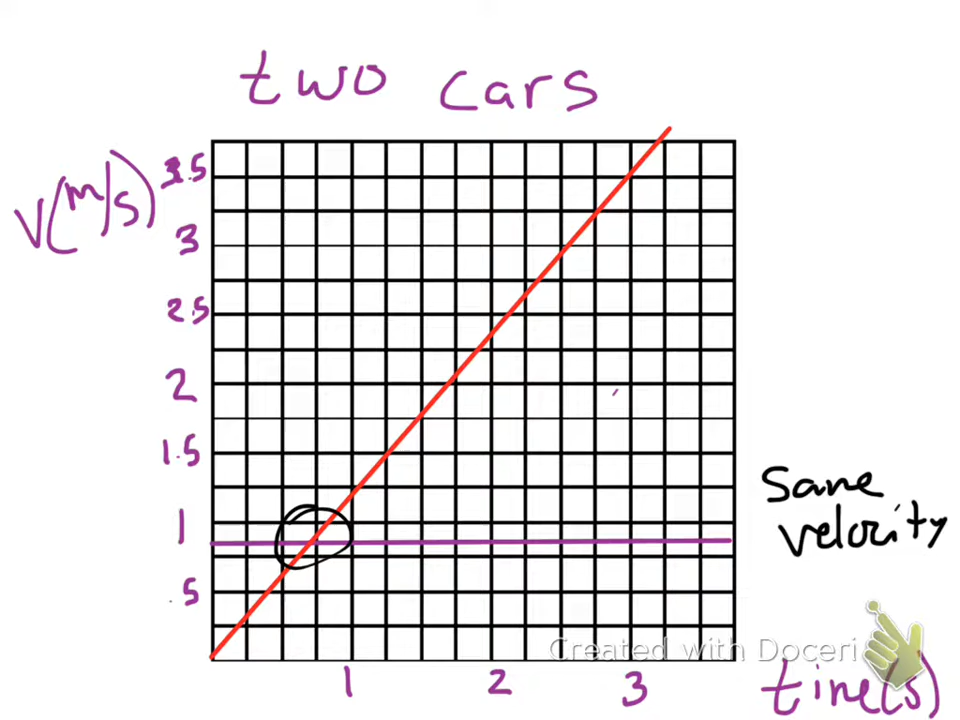 two cars
v(m/s)
3.5
3
2.5
2
1.5
1
.5
same
velocity
Created with Doceri
1 2 3
time(s)